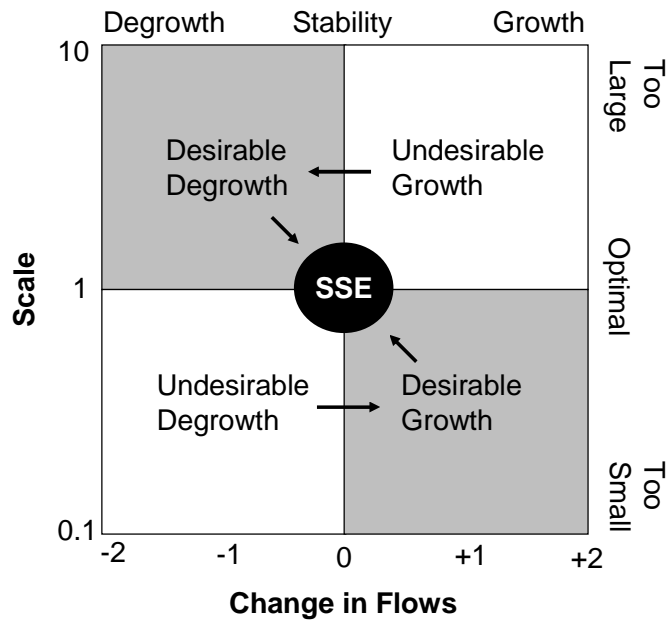 Degrowth Stability Growth
10
Too
Large
Desirable
Degrowth
Undesirable
Growth
Scale
1
SSE
Optimal
Undesirable
Degrowth
Desirable
Growth
Too
Small
0.1
-2 -1 0 +1 +2
Change in Flows